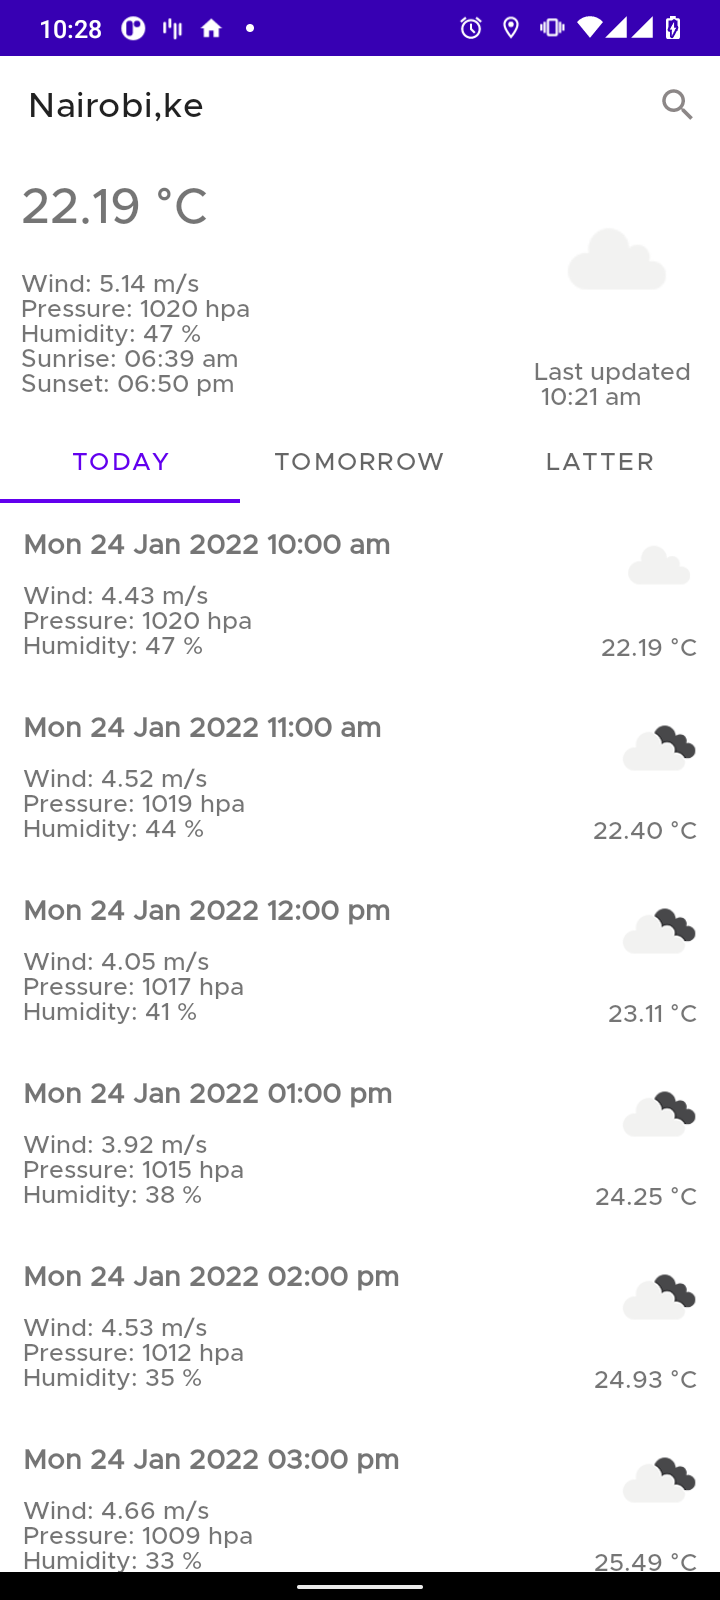 10:28
Nairobi,ke
22.19 °C
Wind: 5.14 m/s
Pressure: 1020 hpa
Humidity: 47 %
Sunrise: 06:39 am
Sunset: 06:50 pm
Last updated
10:21 am
TODAY TOMORROW LATTER
Mon 24 Jan 2022 10:00 am
Wind: 4.43 m/s
Pressure: 1020 hpa
Humidity: 47 %
22.19 °C
Mon 24 Jan 2022 11:00 am
Wind: 4.52 m/s
Pressure: 1019 hpa
Humidity: 44 %
22.40 °C
Mon 24 Jan 2022 12:00 pm
Wind: 4.05 m/s
Pressure: 1017 hpa
Humidity: 41 %
23.11 °C
Mon 24 Jan 2022 01:00 pm
Wind: 3.92 m/s
Pressure: 1015 hpa
Humidity: 38 %
24.25 °C
Mon 24 Jan 2022 02:00 pm
Wind: 4.53 m/s
Pressure: 1012 hpa
Humidity: 35 %
24.93 °C
Mon 24 Jan 2022 03:00 pm
Wind: 4.66 m/s
Pressure: 1009 hpa
Humidity: 33 %
25.49 °C